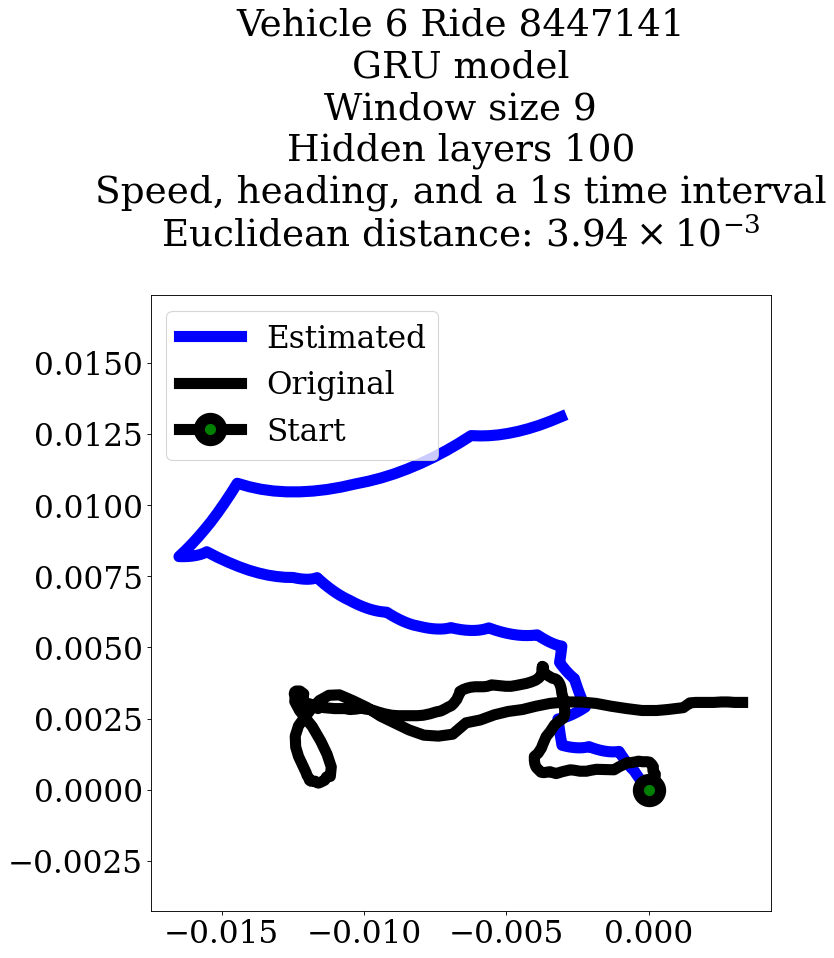 Vehicle 6 Ride 8447141
GRU model
Window size 9
Hidden layers 100
Speed, heading, and a 1s time interval
Euclidean distance: 3.94 × 10⁻³
Estimated
Original
Start
0.0150
0.0125
0.0100
0.0075
0.0050
0.0025
0.0000
−0.0025
−0.015 −0.010 −0.005 0.000